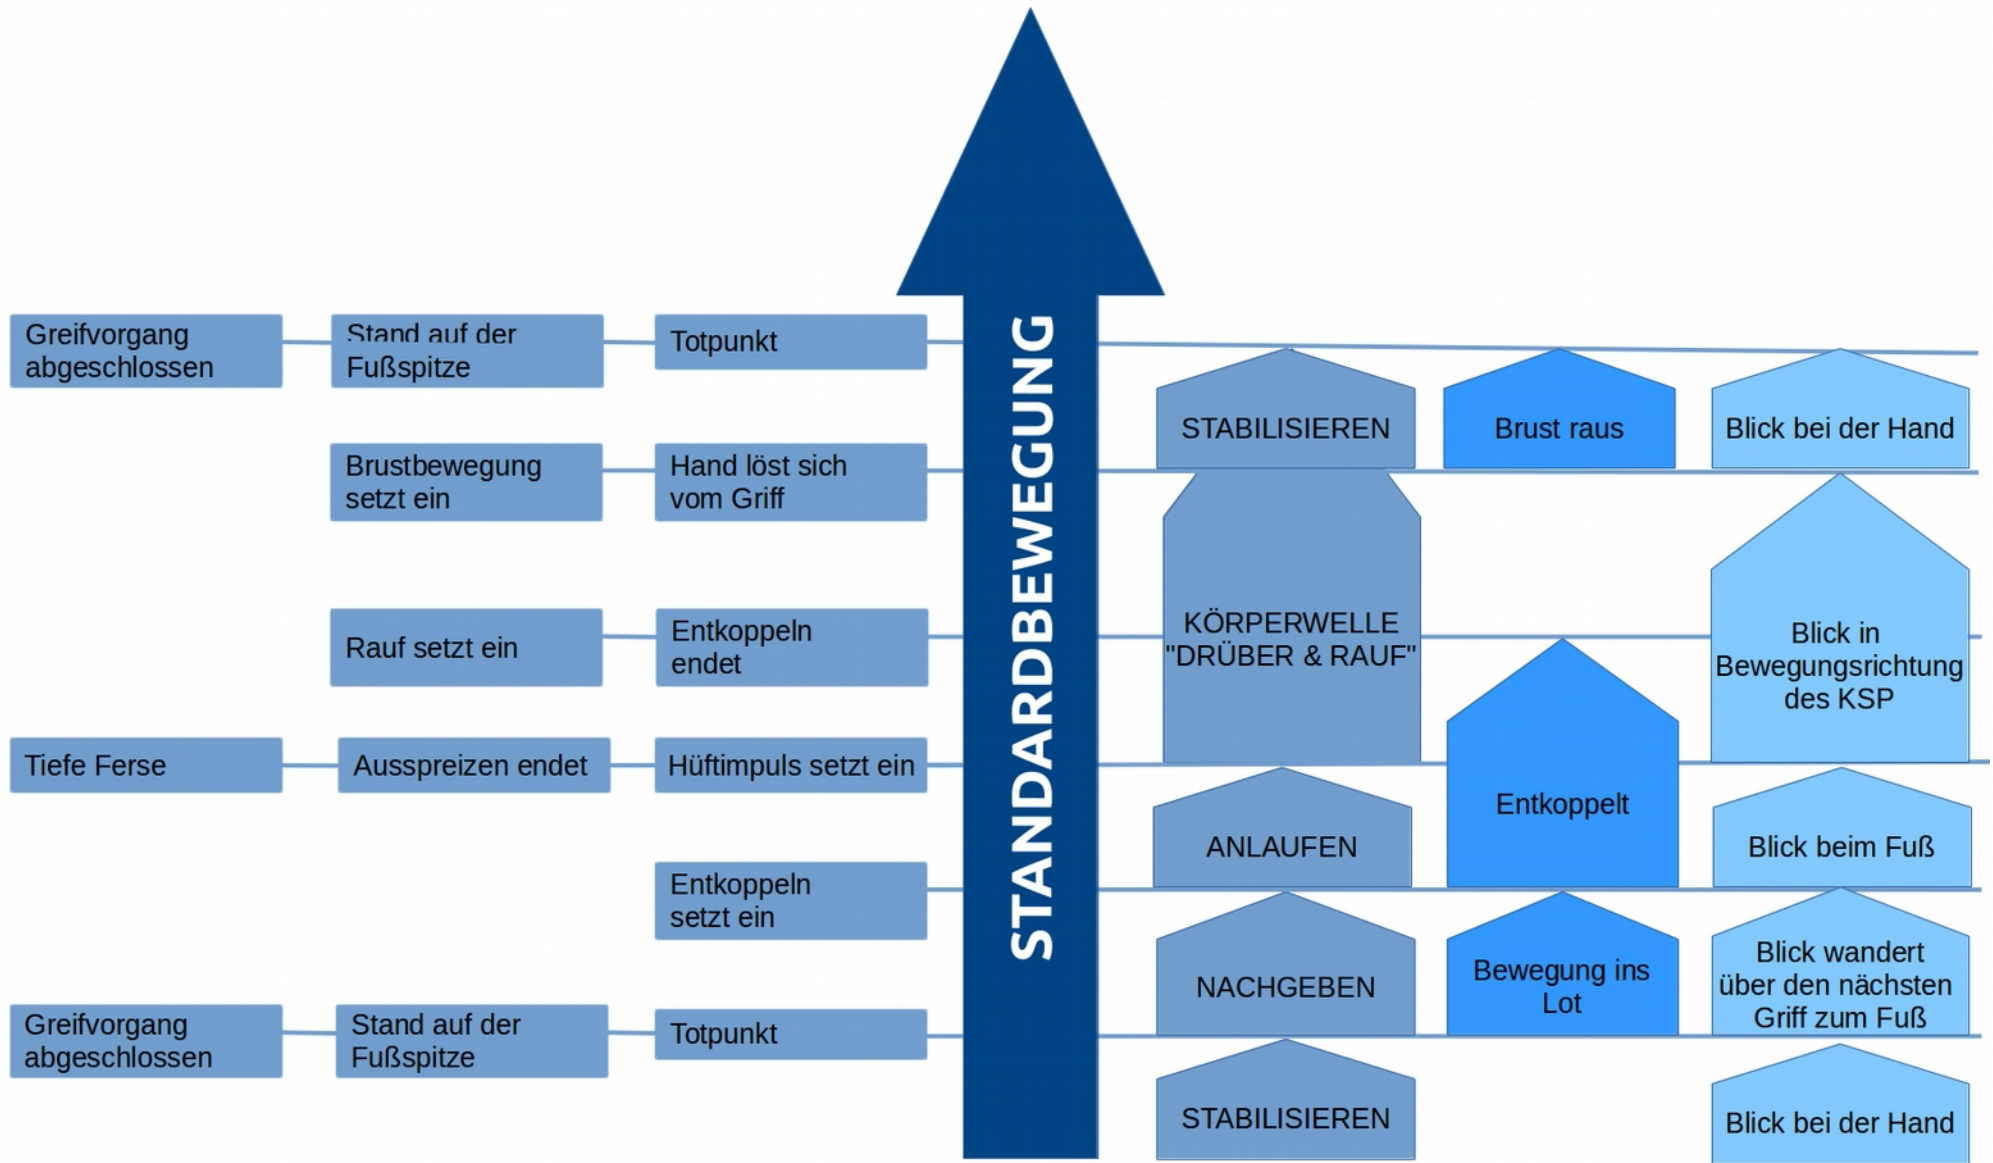 Greifvorgang
abgeschlossen
Stand auf der
Fußspitze
Totpunkt
Brustbewegung
setzt ein
Hand löst sich
vom Griff
Rauf setzt ein
Entkoppeln
endet
Tiefe Ferse
Ausspreizen endet
Hüftimpuls setzt ein
Entkoppeln
setzt ein
Greifvorgang
abgeschlossen
Stand auf der
Fußspitze
Totpunkt
STANDARDBEWEGUNG
STABILISIEREN
Brust raus
Blick bei der Hand
KÖRPERWELLE
"DRÜBER & RAUF"
Blick in
Bewegungsrichtung
des KSP
Entkoppelt
ANLAUFEN
Blick beim Fuß
NACHGEBEN
Bewegung ins
Lot
Blick wandert
über den nächsten
Griff zum Fuß
STABILISIEREN
Blick bei der Hand